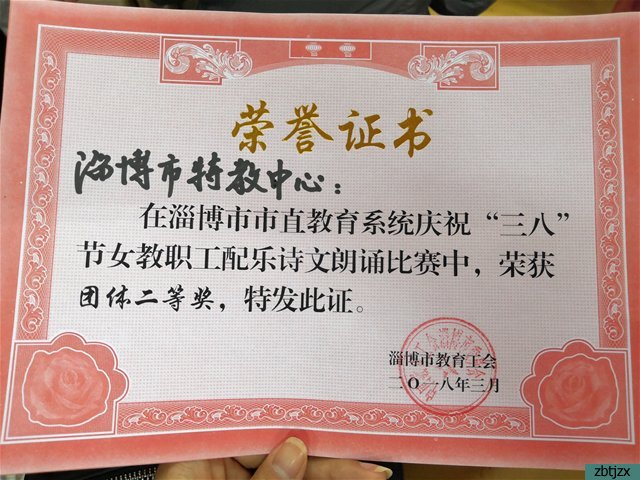 荣誉证书
淄博市特教中心：
在淄博市市直教育系统庆祝“三八”
节女教职工配乐诗文朗诵比赛中，荣获
团体二等奖，特发此证。
淄博市教育工会
二〇一八年三月
zbtjzx